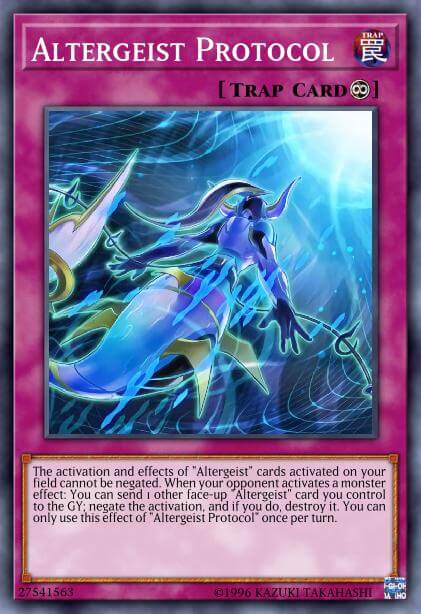 ALTERGEIST PROTOCOL
TRAP
罠
[TRAP CARD]
The activation and effects of "Altergeist" cards activated on your
field cannot be negated. When your opponent activates a monster
effect: You can send 1 other face-up "Altergeist" card you control
to the GY; negate the activation, and if you do, destroy it. You can
only use this effect of "Altergeist Protocol" once per turn.
27541563
©1996 KAZUKI TAKAHASHI